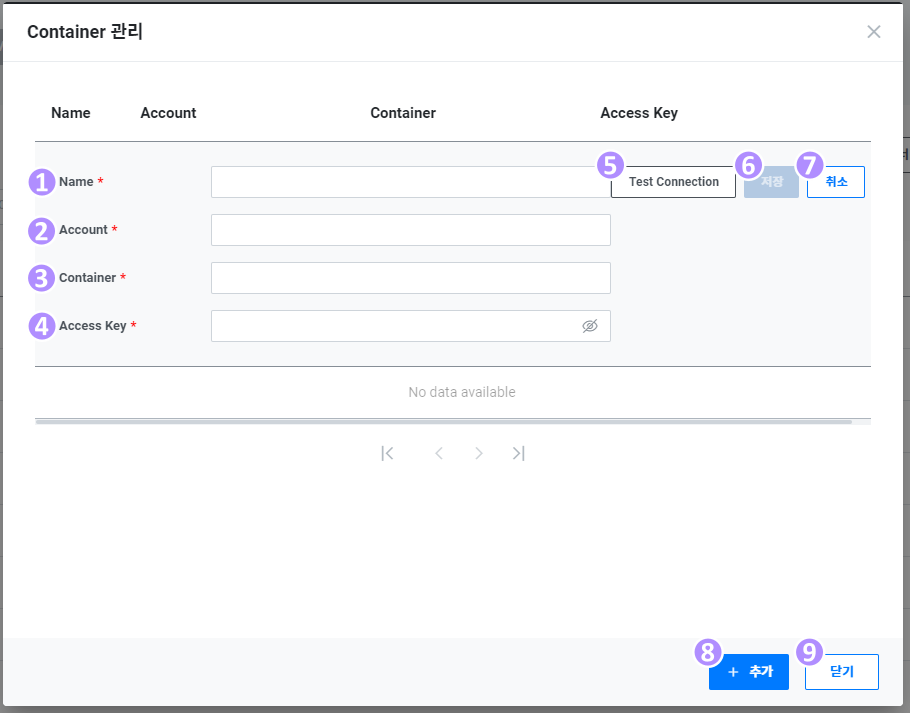 Container 관리
Name Account Container Access Key
1 Name * 5 Test Connection 6 저장 7 취소
2 Account *
3 Container *
4 Access Key *
No data available
8 + 추가 9 닫기